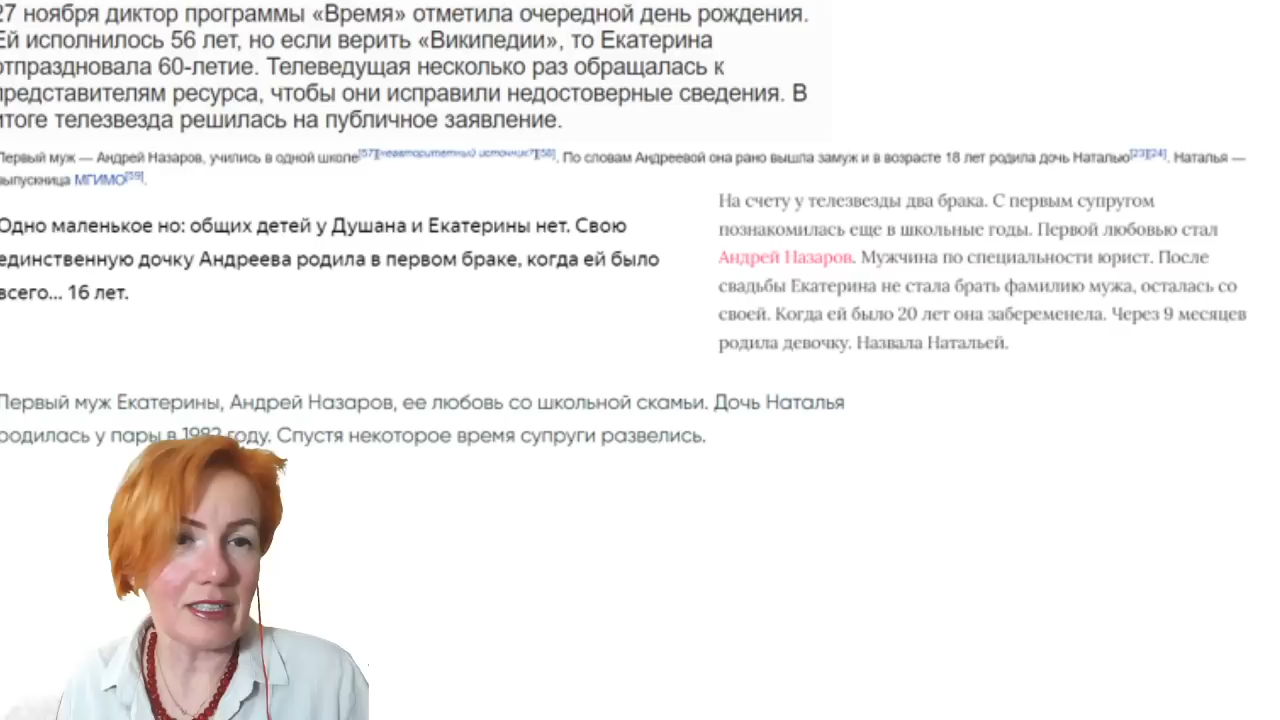 27 ноября диктор программы «Время» отметила очередной день рождения.
Ей исполнилось 56 лет, но если верить «Википедии», то Екатерина
отпраздновала 60-летие. Телеведущая несколько раз обращалась к
представителям ресурса, чтобы они исправили недостоверные сведения. В
итоге телезвезда решилась на публичное заявление.
Первый муж — Андрей Назаров, учились в одной школе[57][неавторитетный источник?][58]. По словам Андреевой она рано вышла замуж и в возрасте 18 лет родила дочь Наталью[23][24]. Наталья —
выпускница МГИМО[59].
Одно маленькое но: общих детей у Душана и Екатерины нет. Свою
единственную дочку Андреева родила в первом браке, когда ей было
всего... 16 лет.
На счету у телезвезды два брака. С первым супругом
познакомилась еще в школьные годы. Первой любовью стал
Андрей Назаров. Мужчина по специальности юрист. После
свадьбы Екатерина не стала брать фамилию мужа, осталась со
своей. Когда ей было 20 лет она забеременела. Через 9 месяцев
родила девочку. Назвала Натальей.
Первый муж Екатерины, Андрей Назаров, ее любовь со школьной скамьи. Дочь Наталья
родилась у пары в 1982 году. Спустя некоторое время супруги развелись.